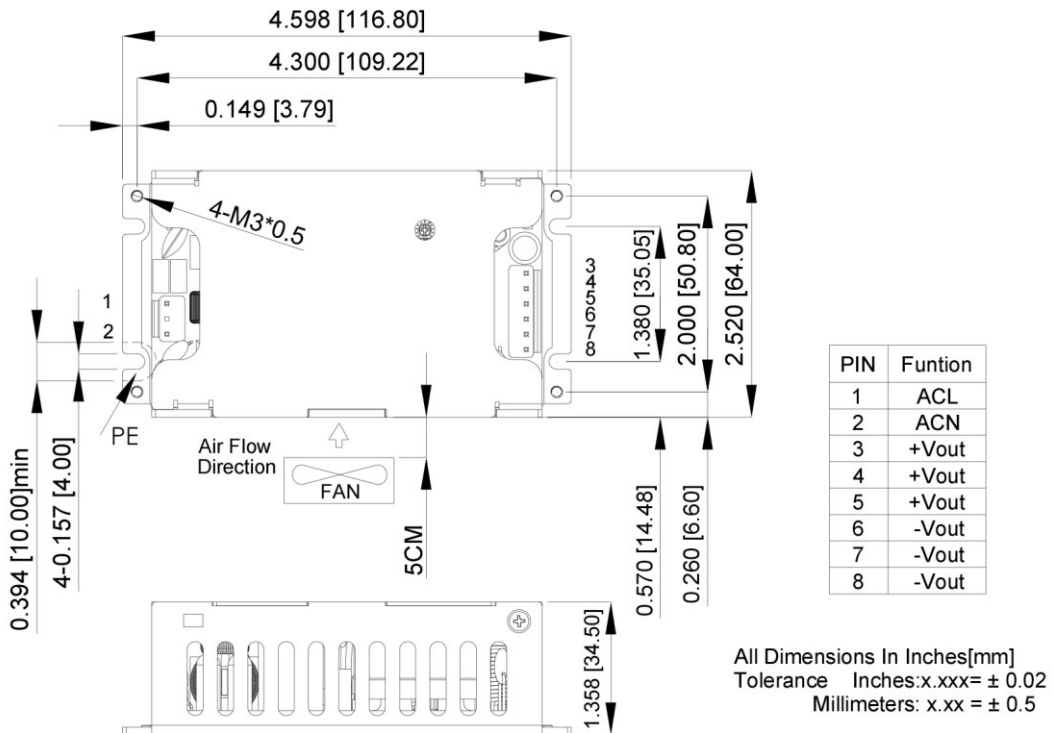 4.598 [116.80]
4.300 [109.22]
0.149 [3.79]
4-M3*0.5
1
2
3
4
5
6
7
8
1.380 [35.05]
2.000 [50.80]
2.520 [64.00]
PE
Air Flow
Direction
FAN
5CM
0.394 [10.00]min
4-0.157 [4.00]
0.570 [14.48]
0.260 [6.60]
1.358 [34.50]
PIN Funtion
1 ACL
2 ACN
3 +Vout
4 +Vout
5 +Vout
6 -Vout
7 -Vout
8 -Vout
All Dimensions In Inches[mm]
Tolerance Inches:x.xxx= ± 0.02
Millimeters: x.xx = ± 0.5